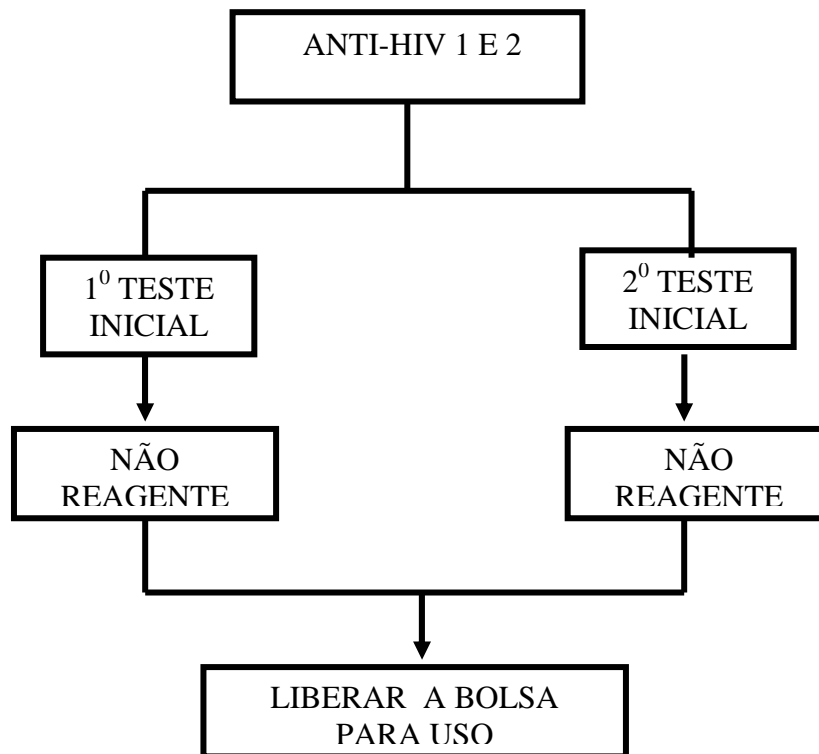 ANTI-HIV 1 E 2
1⁰ TESTE
INICIAL
2⁰ TESTE
INICIAL
NÃO
REAGENTE
NÃO
REAGENTE
LIBERAR A BOLSA
PARA USO